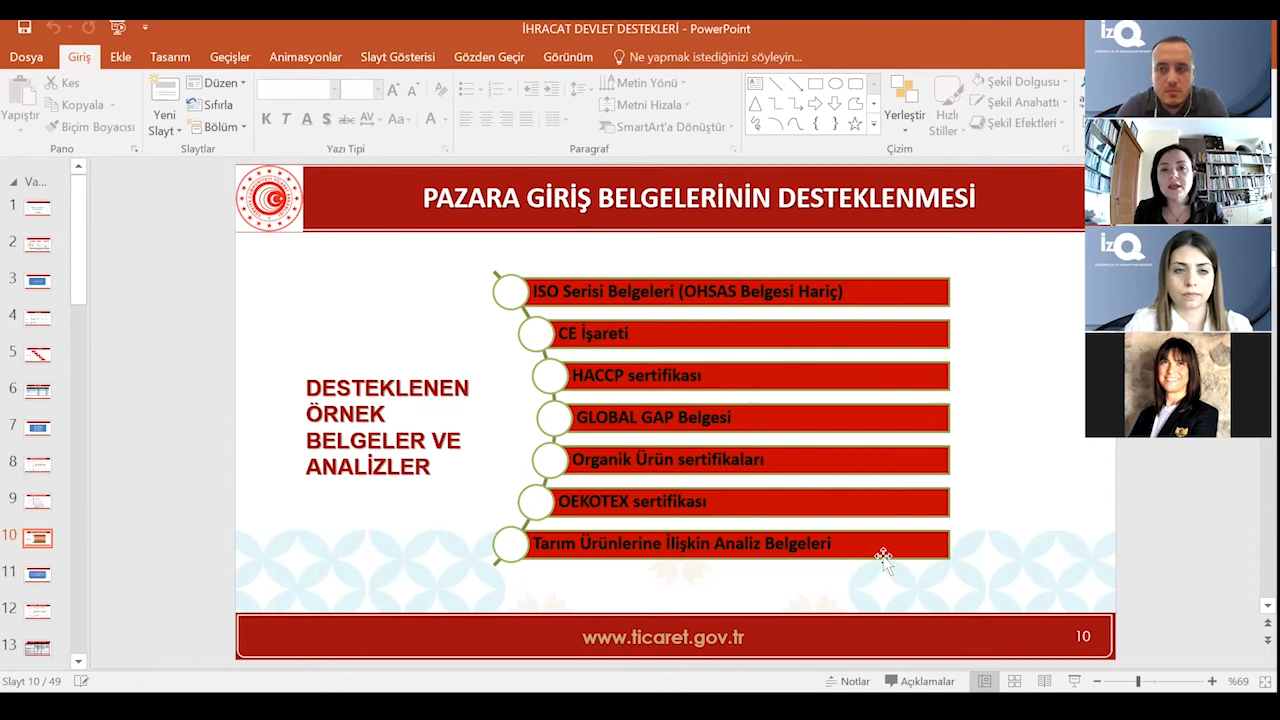 İHRACAT DEVLET DESTEKLERİ - PowerPoint
Dosya Giriş Ekle Tasarım Geçişler Animasyonlar Slayt Gösterisi Gözden Geçir Görünüm Ne yapmak istediğinizi söyleyin...
Yapıştır
Kes
Kopyala
Biçim Boyacısı
Pano
Yeni Slayt
Düzen
Sıfırla
Bölüm
Slaytlar
K T A S abc AV Aa A
Yazı Tipi
Metin Yönü
Metni Hizala
SmartArt'a Dönüştür
Paragraf
Yerleştir
Hızlı Stiller
Şekil Dolgusu
Şekil Anahattı
Şekil Efektleri
Çizim
Va...
1
2
3
4
5
6
7
8
9
10
11
12
13
PAZARA GİRİŞ BELGELERİNİN DESTEKLENMESİ
DESTEKLENEN
ÖRNEK
BELGELER VE
ANALİZLER
ISO Serisi Belgeleri (OHSAS Belgesi Hariç)
CE İşareti
HACCP sertifikası
GLOBAL GAP Belgesi
Organik Ürün sertifikaları
OEKOTEX sertifikası
Tarım Ürünlerine İlişkin Analiz Belgeleri
www.ticaret.gov.tr
10
İzQ
İzQ
Slayt 10 / 49
Notlar
Açıklamalar
%69